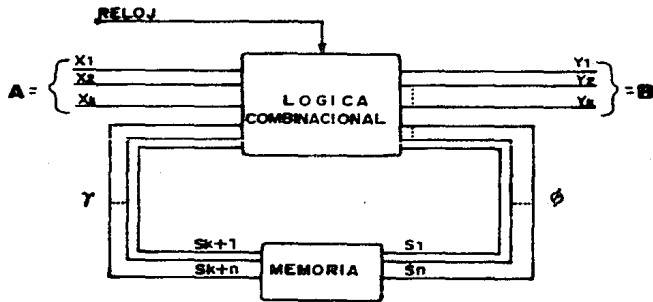 RELOJ
X1
X2
Xk
A =
LOGICA
COMBINACIONAL
Y1
Y2
Yk
= B
γ
ϕ
Sk+1
Sk+n
MEMORIA
S1
Sn